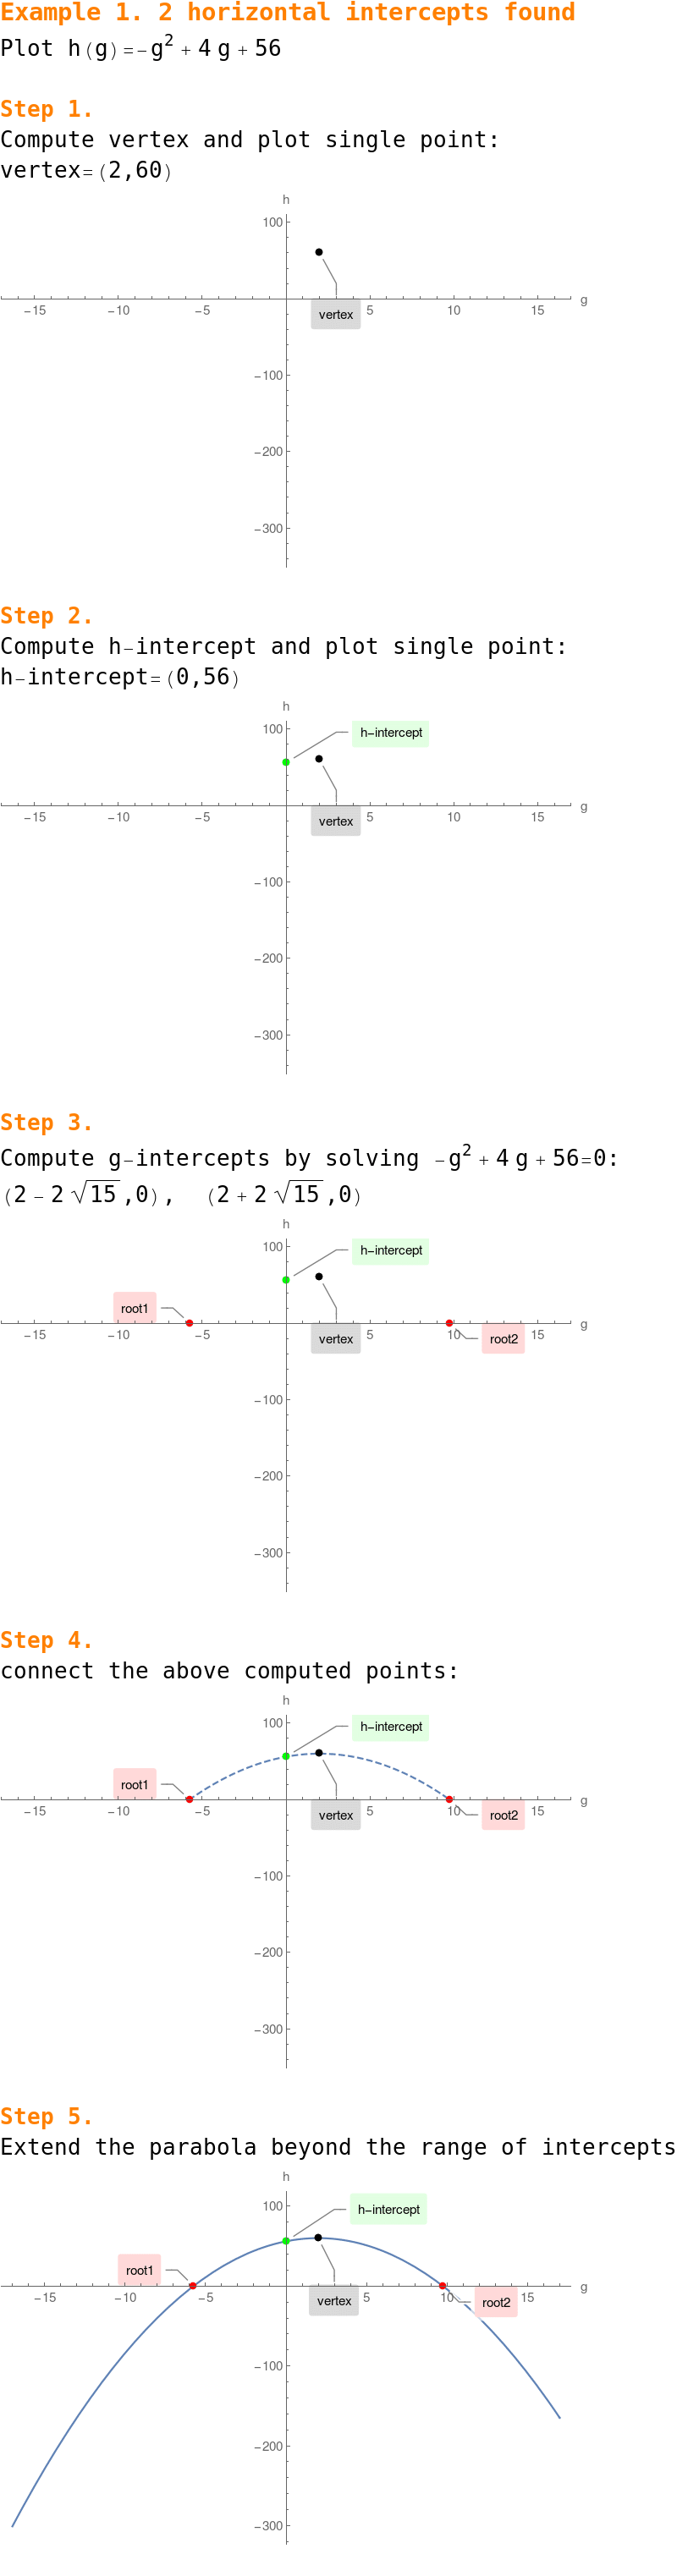 Example 1. 2 horizontal intercepts found
Plot h(g)=-g² + 4 g + 56
Step 1.
Compute vertex and plot single point:
vertex=(2,60)
h
100
-15 -10 -5 5 10 15 g
vertex
-100
-200
-300
Step 2.
Compute h-intercept and plot single point:
h-intercept=(0,56)
h
100 h-intercept
-15 -10 -5 5 10 15 g
vertex
-100
-200
-300
Step 3.
Compute g-intercepts by solving -g² + 4 g + 56=0:
(2 - 2 √15,0), (2 + 2 √15,0)
h
100 h-intercept
root1
-15 -10 -5 5 10 15 g
vertex root2
-100
-200
-300
Step 4.
connect the above computed points:
h
100 h-intercept
root1
-15 -10 -5 5 10 15 g
vertex root2
-100
-200
-300
Step 5.
Extend the parabola beyond the range of intercepts
h
100 h-intercept
root1
-15 -10 -5 5 10 15 g
vertex root2
-100
-200
-300